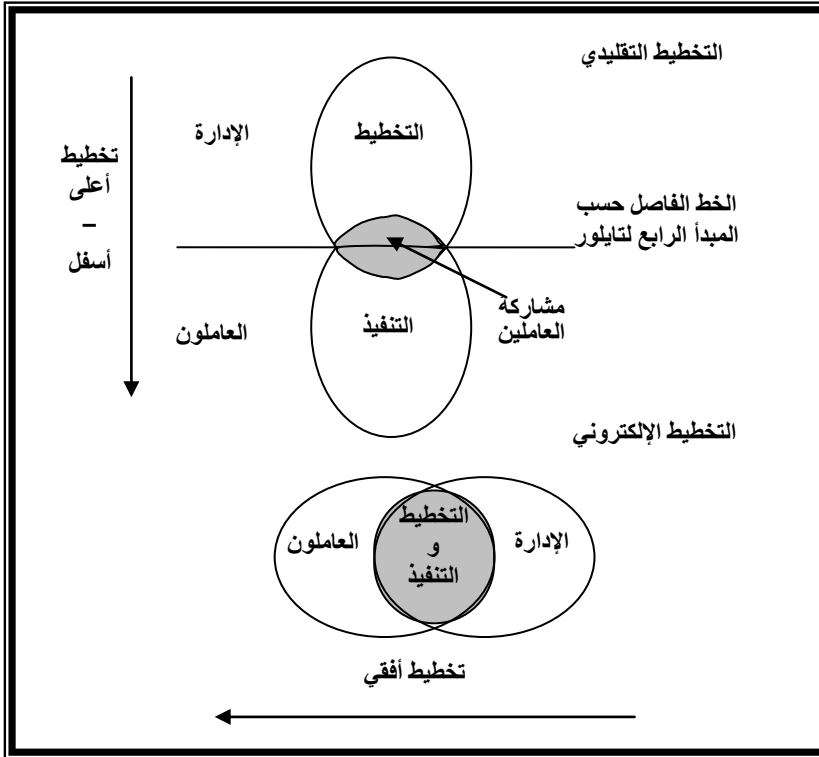 التخطيط التقليدي
التخطيط
الإدارة
تخطيط
أعلى
–
أسفل
الخط الفاصل حسب
المبدأ الرابع لتايلور
مشاركة
العاملين
التنفيذ
العاملون
التخطيط الإلكتروني
الإدارة
التخطيط
و
التنفيذ
العاملون
تخطيط أفقي